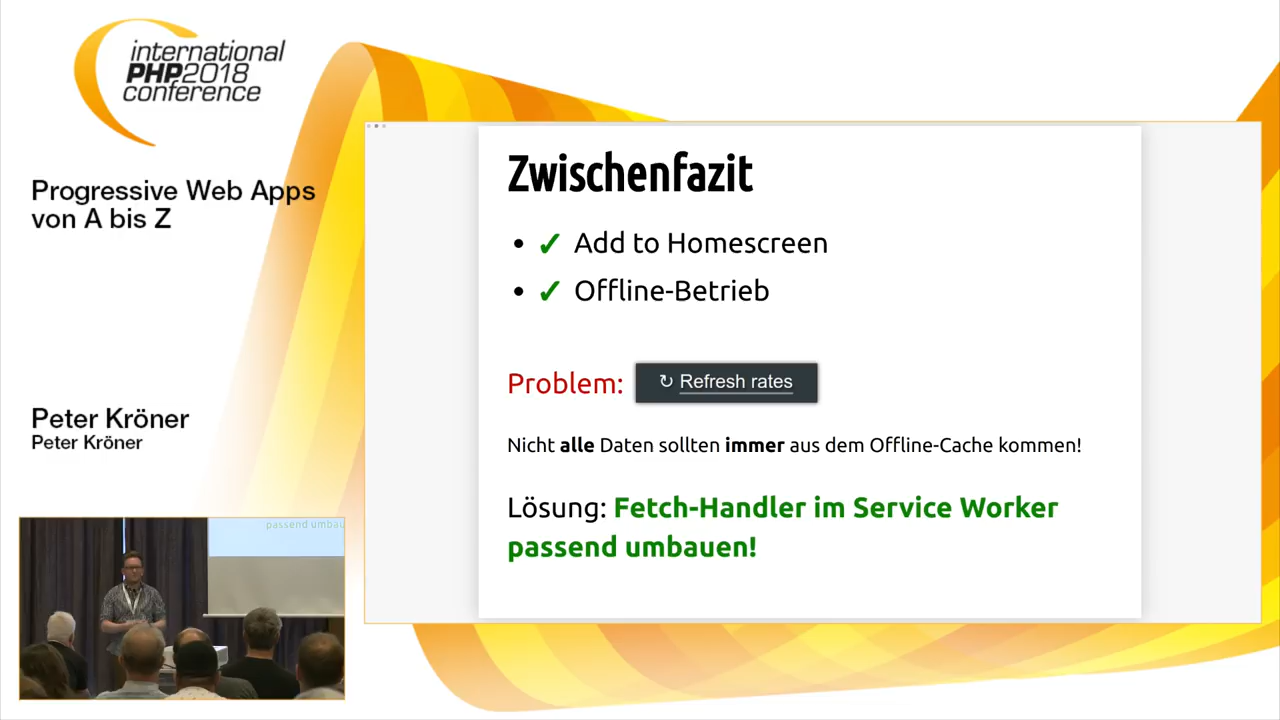 international
PHP2018
conference
Progressive Web Apps
von A bis Z
Peter Kröner
Peter Kröner
Zwischenfazit
• ✓ Add to Homescreen
• ✓ Offline-Betrieb
Problem: ↻ Refresh rates
Nicht alle Daten sollten immer aus dem Offline-Cache kommen!
Lösung: Fetch-Handler im Service Worker
passend umbauen!
passend umbau